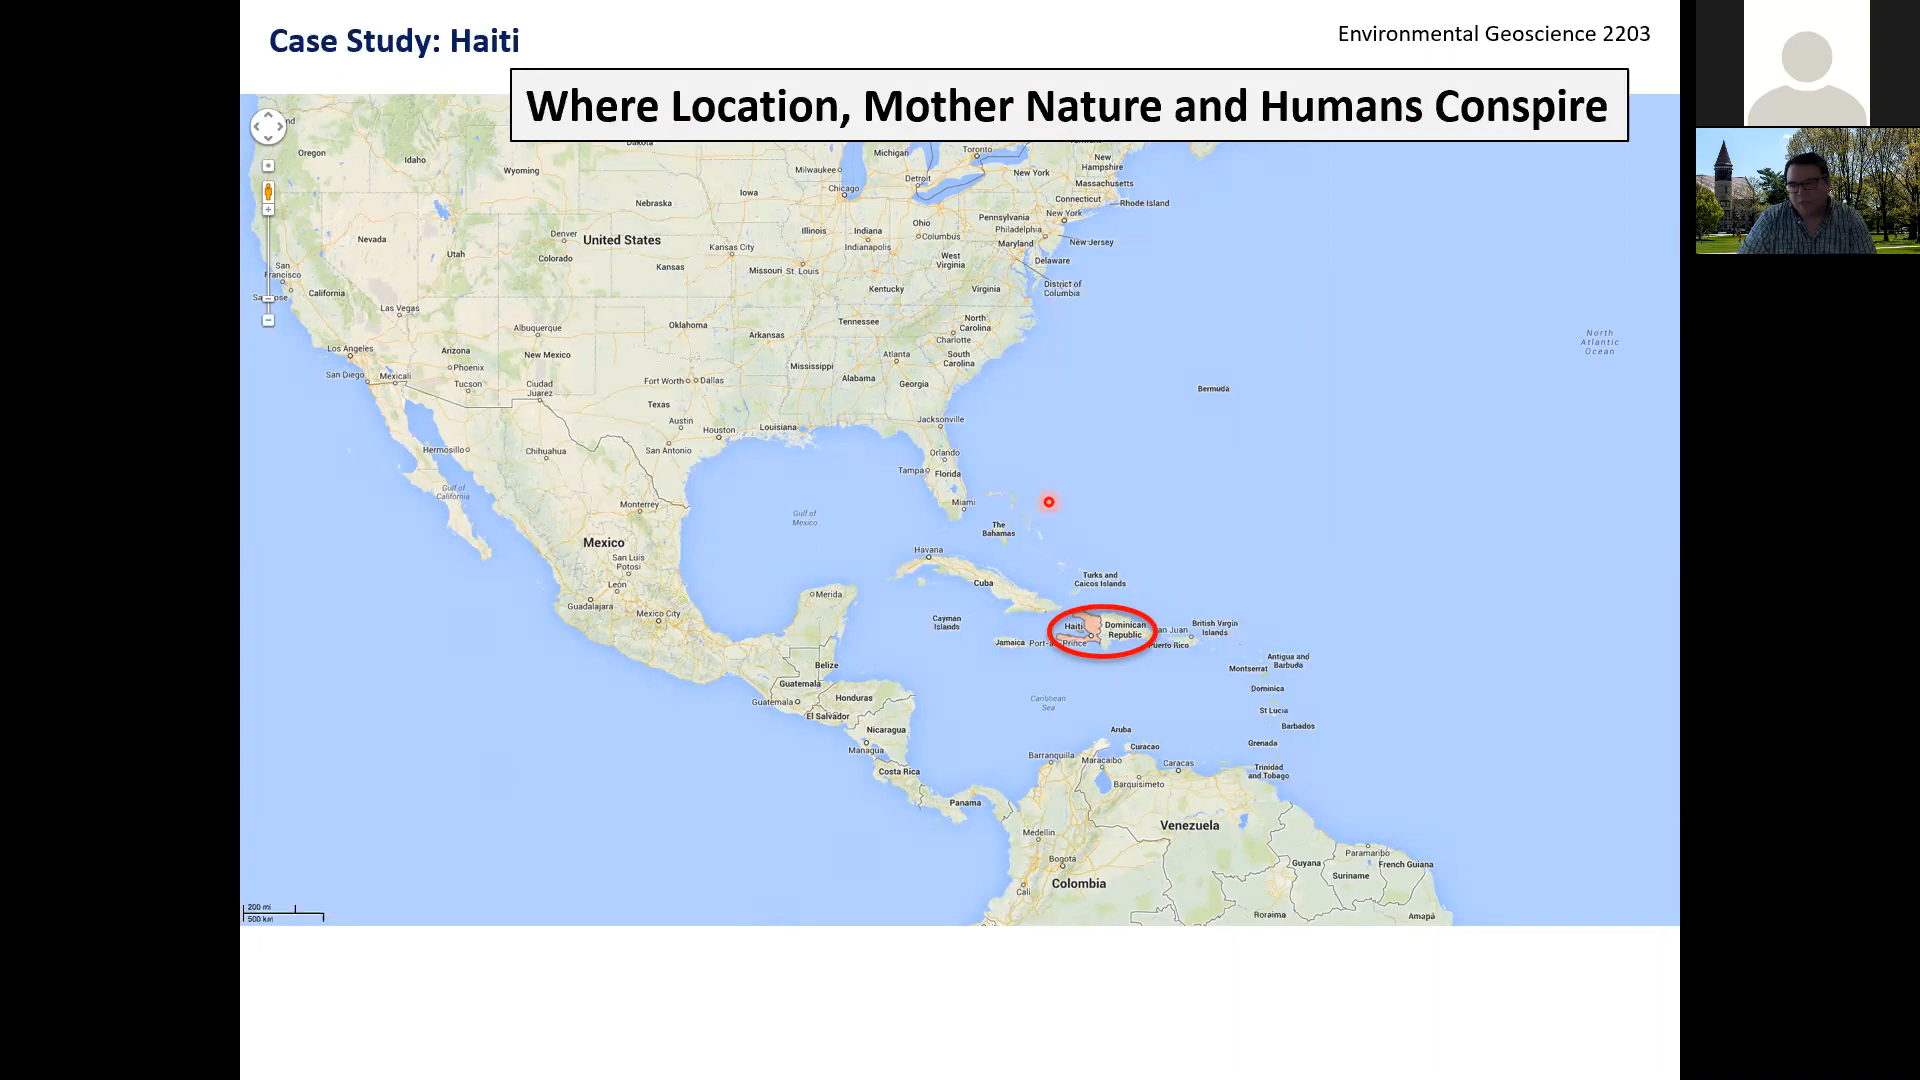 Case Study: Haiti
Environmental Geoscience 2203
Where Location, Mother Nature and Humans Conspire
Oregon
Idaho
Wyoming
Dakota
Michigan
Toronto
Vermont
New
Hampshire
Milwaukee
Chicago
Detroit
New York
Massachusetts
Connecticut
Rhode Island
Nebraska
Iowa
Nevada
Utah
Denver
Colorado
United States
Kansas City
Kansas
Missouri
St. Louis
Illinois
Indiana
Indianapolis
Ohio
Columbus
Pennsylvania
New York
Philadelphia
Maryland
New Jersey
West
Virginia
Delaware
District of
Columbia
San
Francisco
California
Las Vegas
Kentucky
Virginia
Albuquerque
Oklahoma
Arkansas
Tennessee
North
Carolina
Charlotte
North
Atlantic
Ocean
Los Angeles
Arizona
New Mexico
Phoenix
Tucson
Mississippi
Atlanta
South
Carolina
San Diego
Mexicali
Ciudad
Juarez
Fort Worth
Dallas
Alabama
Georgia
Bermuda
Texas
Austin
Houston
Louisiana
Jacksonville
Hermosillo
Chihuahua
San Antonio
Orlando
Tampa
Florida
Gulf of
California
Monterrey
Gulf of
Mexico
Miami
The
Bahamas
Mexico
San Luis
Potosi
Havana
Cuba
Turks and
Caicos Islands
León
Guadalajara
Mexico City
Merida
Cayman
Islands
Haiti
Dominican
Republic
Jamaica
British Virgin
Islands
Puerto Rico
Belize
Antigua and
Barbuda
Montserrat
Guatemala
Guatemala
Honduras
El Salvador
Caribbean
Sea
Dominica
St Lucia
Barbados
Nicaragua
Managua
Aruba
Curacao
Grenada
Costa Rica
Barranquilla
Maracaibo
Caracas
Trinidad
and Tobago
Barquisimeto
Panama
Medellin
Venezuela
Bogotá
Cali
Colombia
Guyana
Paramaribo
French Guiana
Suriname
Roraima
Amapá
200 mi
500 km